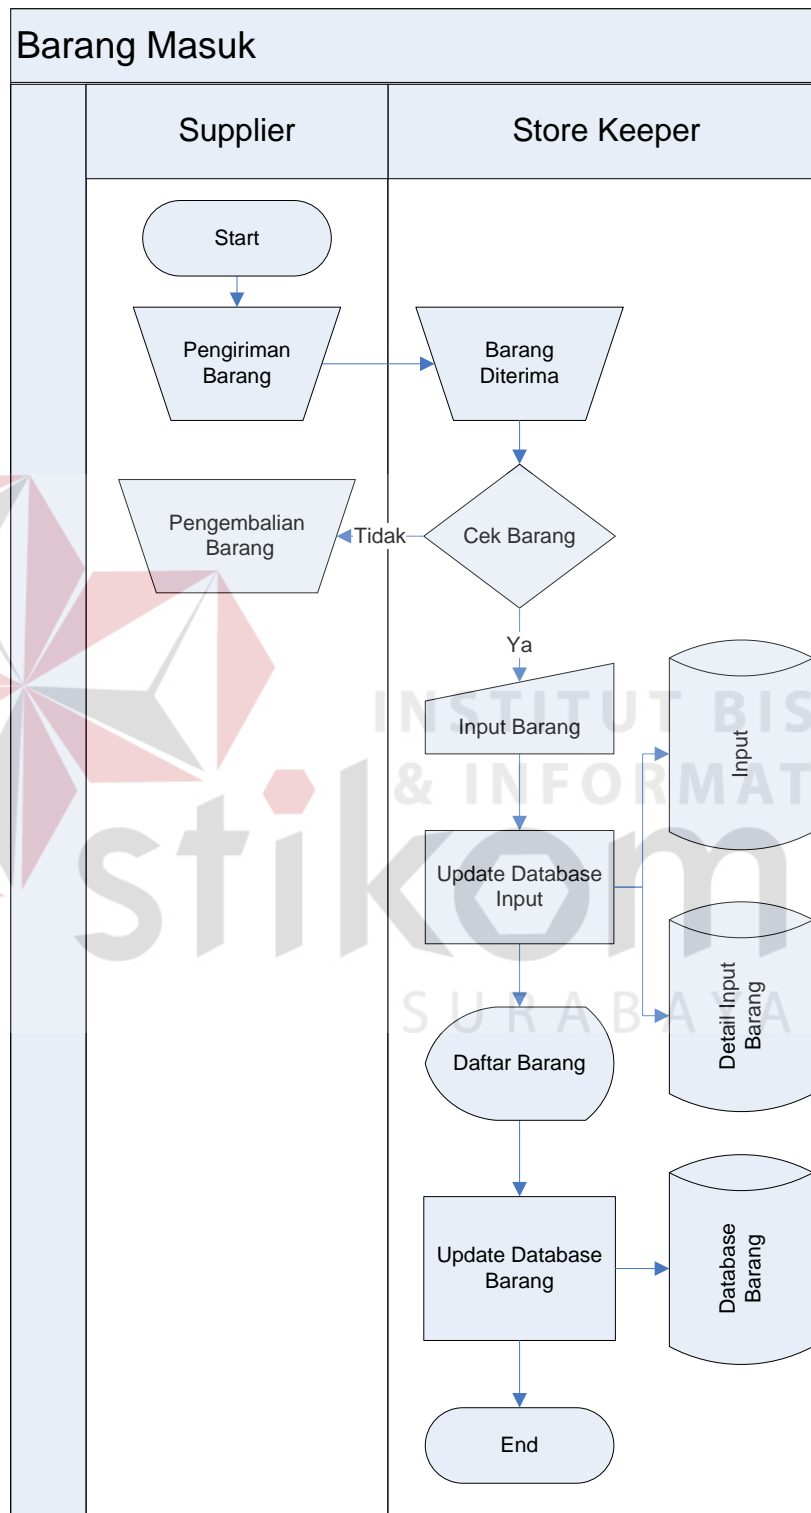 Barang Masuk
Supplier
Store Keeper
Start
Pengiriman
Barang
Barang
Diterima
Pengembalian
Barang
Tidak
Cek Barang
Ya
Input Barang
Input
Update Database
Input
Detail Input
Barang
Daftar Barang
Update Database
Barang
Database
Barang
End
INSTITUT BIS
& INFORMAT
stikom
SURABAYA